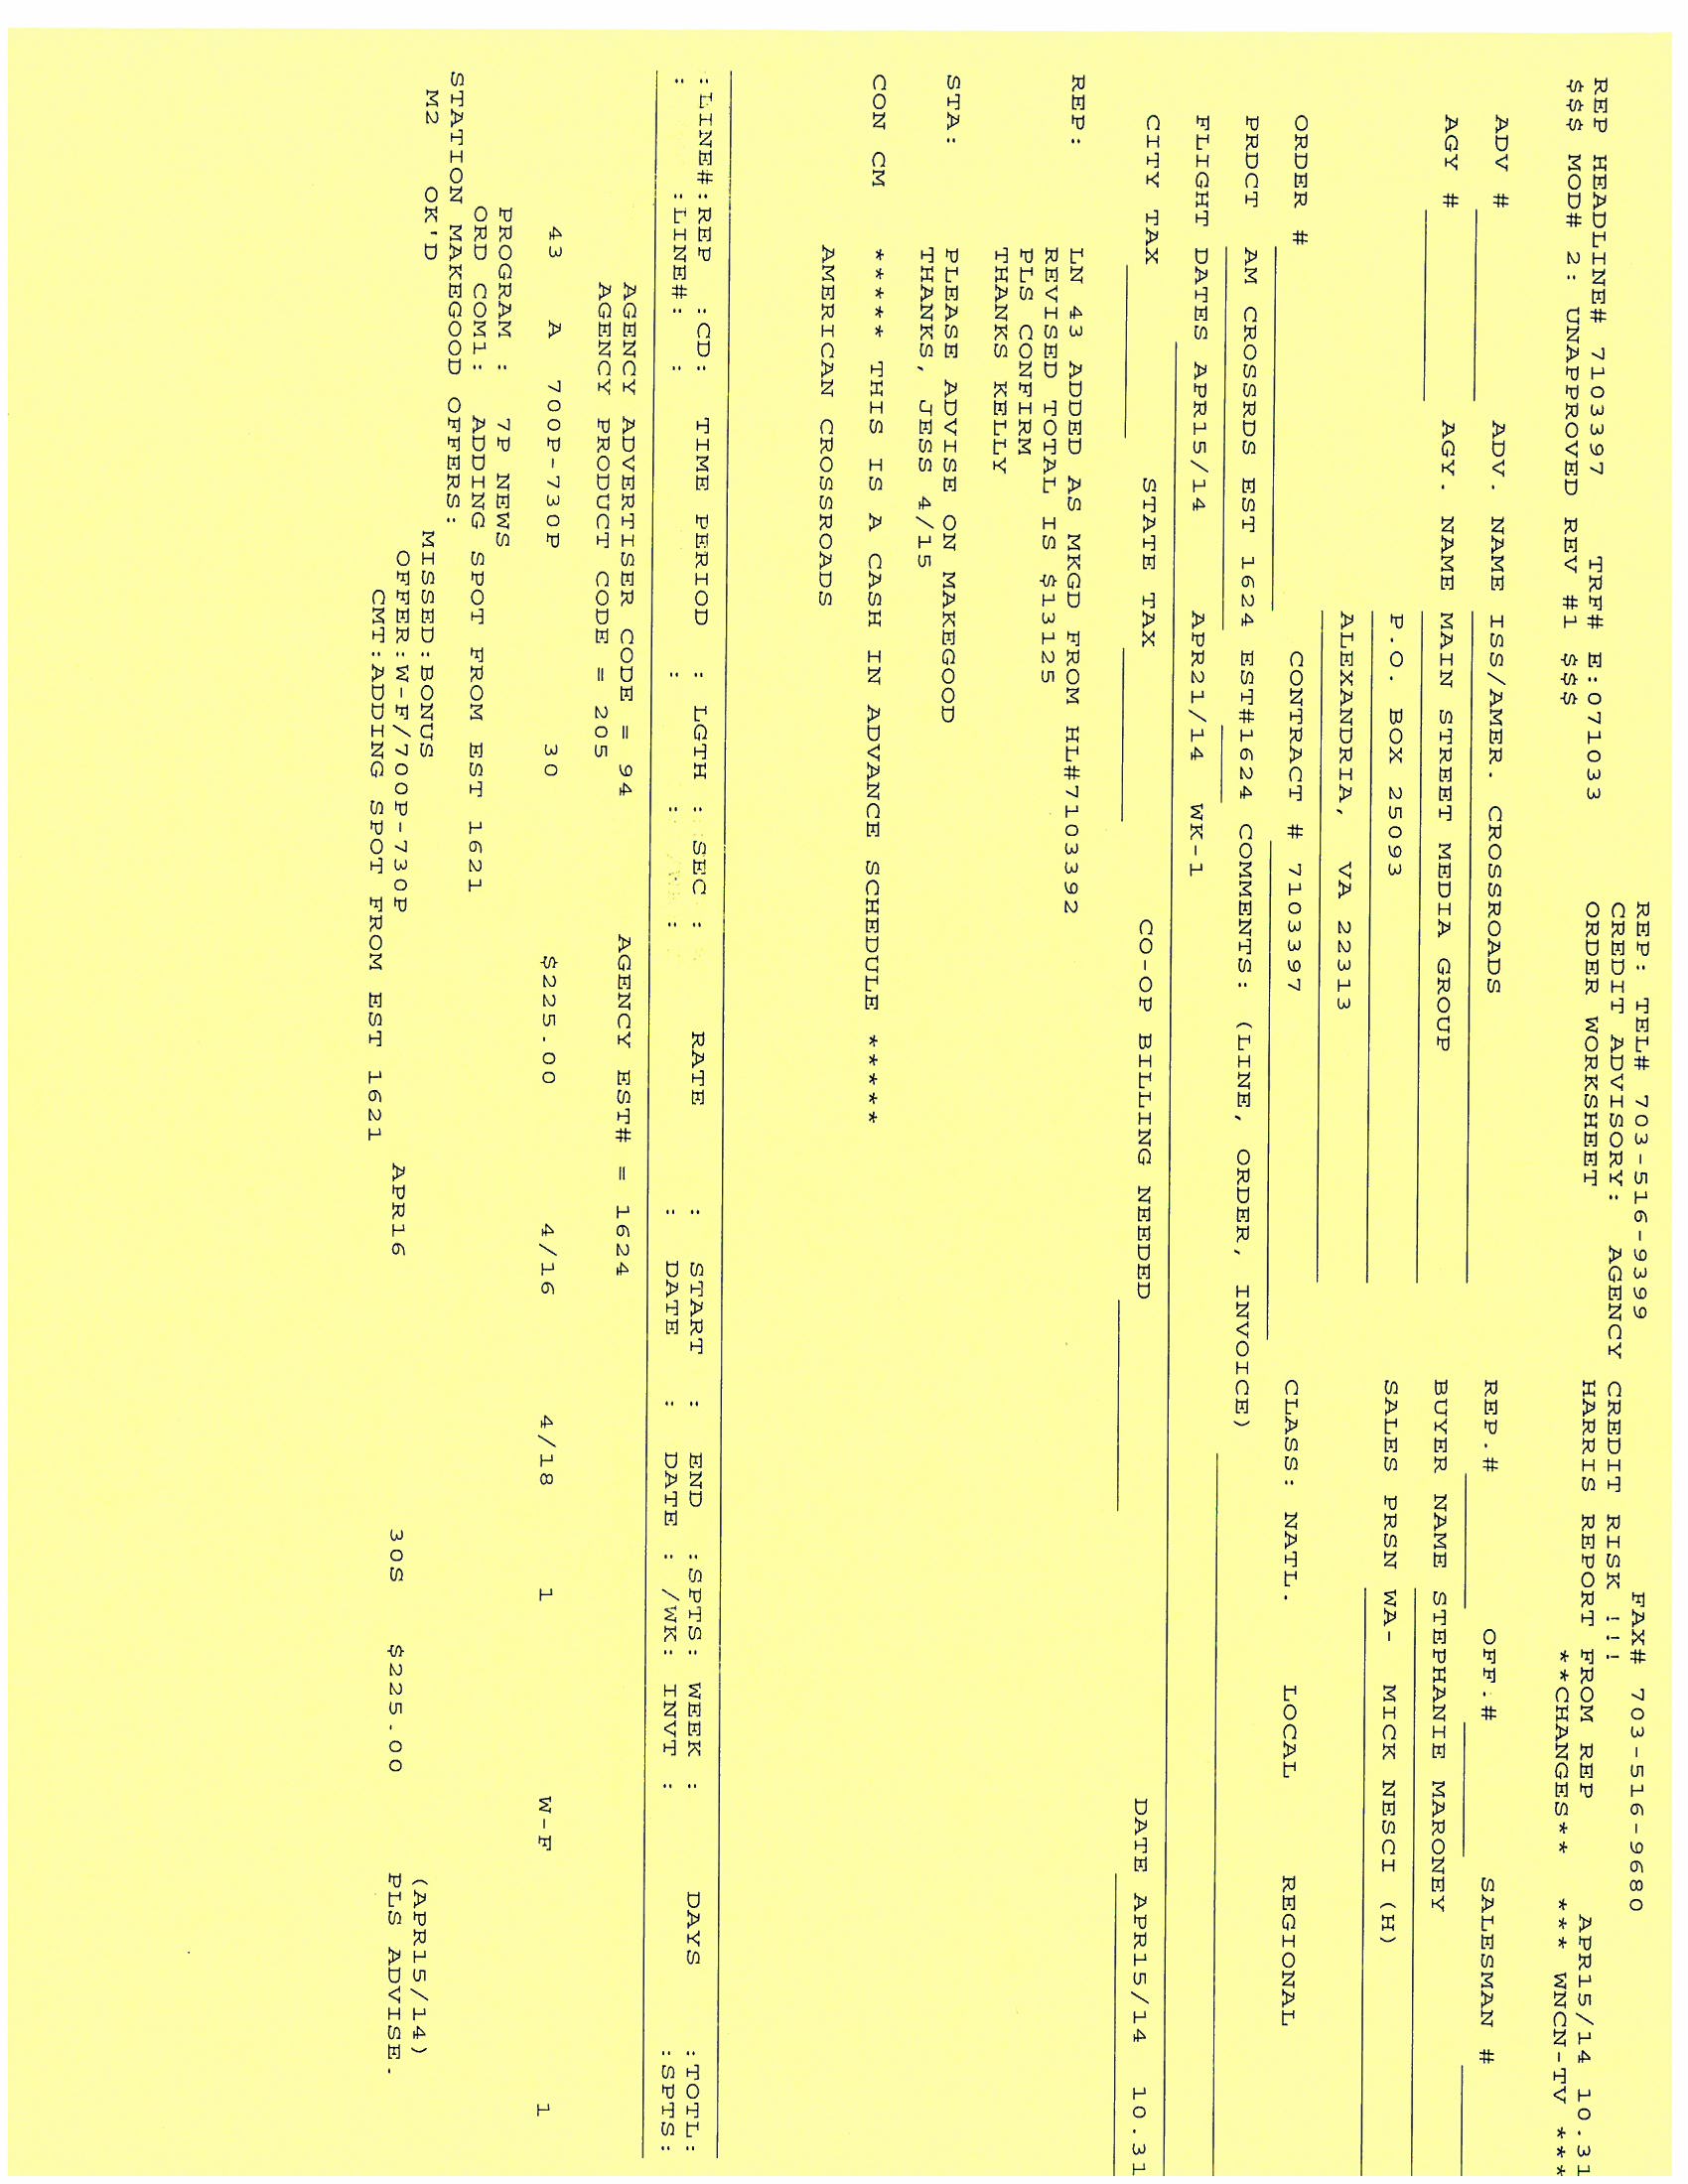 REP: TEL# 703-516-9399 FAX# 703-516-9680
CREDIT ADVISORY: AGENCY CREDIT RISK !!!
ORDER WORKSHEET HARRIS REPORT FROM REP APR15/14 10.31
REP HEADLINE# 7103397 TRF# E:071033 **CHANGES** *** WNCN-TV ***
$$$ MOD# 2: UNAPPROVED REV #1 $$$
ADV # ADV. NAME ISS/AMER. CROSSROADS REP.# OFF.# SALESMAN #
AGY # AGY. NAME MAIN STREET MEDIA GROUP BUYER NAME STEPHANIE MARONEY
P.O. BOX 25093 SALES PRSN WA- MICK NESCI (H)
ALEXANDRIA, VA 22313
ORDER # CONTRACT # 7103397 CLASS: NATL. LOCAL REGIONAL
PRDCT AM CROSSRDS EST 1624 EST#1624 COMMENTS: (LINE, ORDER, INVOICE)
FLIGHT DATES APR15/14 APR21/14 WK-1
CITY TAX STATE TAX CO-OP BILLING NEEDED DATE APR15/14 10.31
REP: LN 43 ADDED AS MKGD FROM HL#7103392
REVISED TOTAL IS $13125
PLS CONFIRM
THANKS KELLY
STA: PLEASE ADVISE ON MAKEGOOD
THANKS, JESS 4/15
CON CM ***** THIS IS A CASH IN ADVANCE SCHEDULE *****
AMERICAN CROSSROADS
:LINE#:REP :CD: TIME PERIOD : LGTH : SEC : RATE : START : END :SPTS: WEEK : DAYS :TOTL:
: :LINE#: : : : : : DATE : DATE : /WK: INVT : :SPTS:
AGENCY ADVERTISER CODE = 94 AGENCY EST# = 1624
AGENCY PRODUCT CODE = 205
43 A 700P-730P 30 $225.00 4/16 4/18 1 W-F 1
PROGRAM : 7P NEWS
ORD COM1: ADDING SPOT FROM EST 1621
STATION MAKEGOOD OFFERS:
M2 OK'D MISSED:BONUS (APR15/14)
OFFER:W-F/700P-730P APR16 30S $225.00 PLS ADVISE.
CMT:ADDING SPOT FROM EST 1621